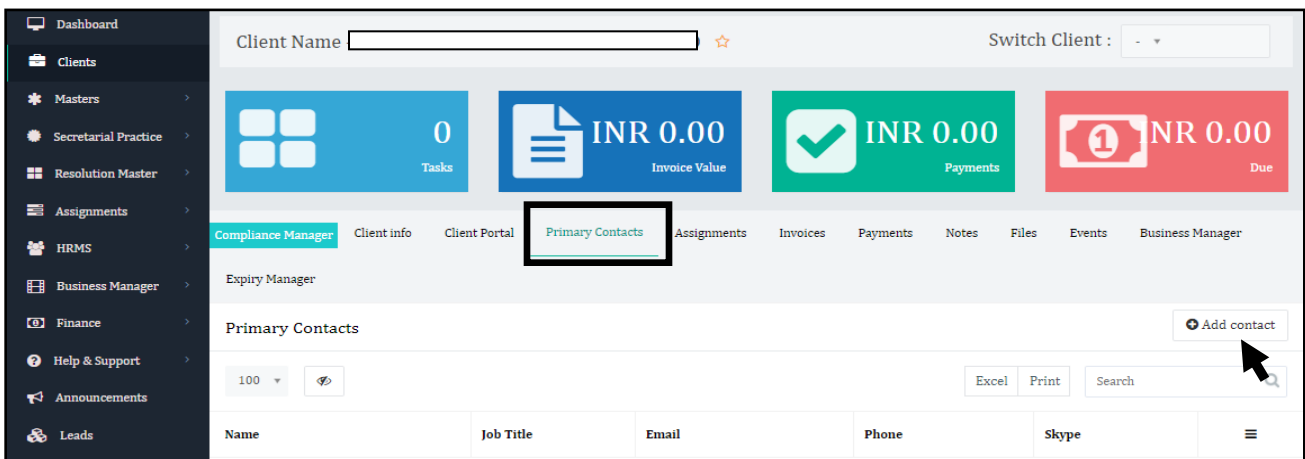 Dashboard
Clients
Masters
Secretarial Practice
Resolution Master
Assignments
HRMS
Business Manager
Finance
Help & Support
Announcements
Leads
Client Name -
Switch Client : -
0
Tasks
INR 0.00
Invoice Value
INR 0.00
Payments
1
NR 0.00
Due
Compliance Manager Client info Client Portal Primary Contacts Assignments Invoices Payments Notes Files Events Business Manager
Expiry Manager
Primary Contacts
Add contact
100
Excel Print Search
Name Job Title Email Phone Skype